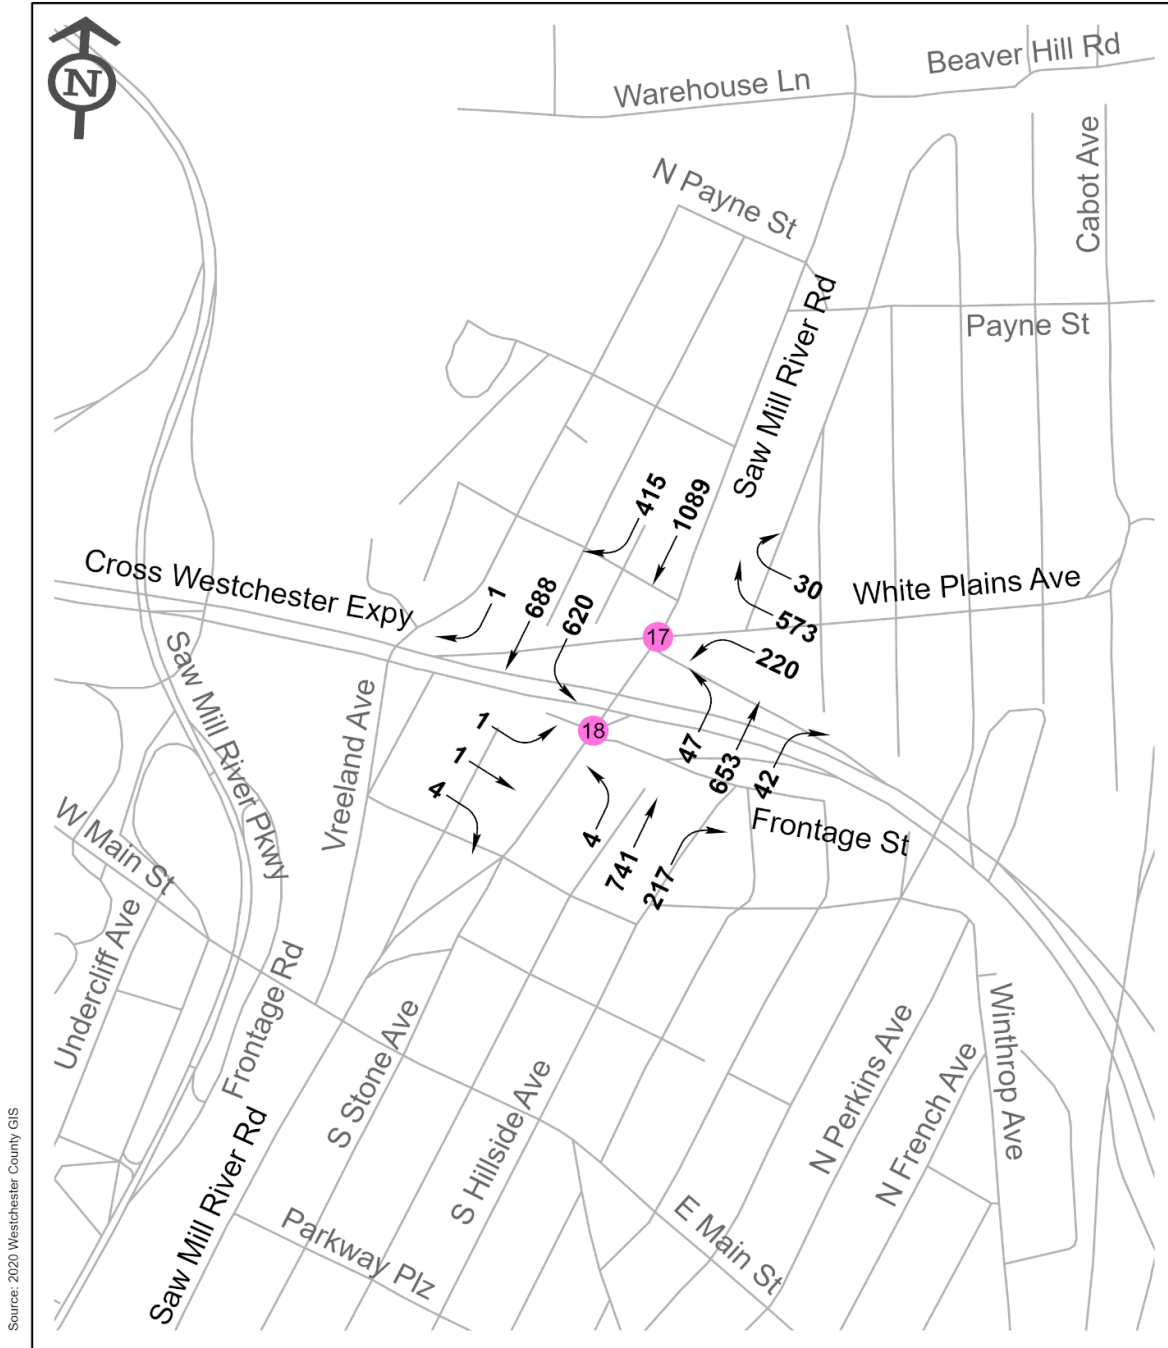 N
Beaver Hill Rd
Warehouse Ln
Cabot Ave
N Payne St
Payne St
Saw Mill River Rd
415
1089
Cross Westchester Expy
1
688
620
30
White Plains Ave
573
17
220
Saw Mill River Pkwy
Vreeland Ave
1
18
47
653
42
1
4
4
741
217
Frontage St
W Main St
Undercliff Ave
Frontage Rd
S Stone Ave
S Hillside Ave
N Perkins Ave
N French Ave
Winthrop Ave
Saw Mill River Rd
Parkway Plz
E Main St
Source: 2020 Westchester County GIS